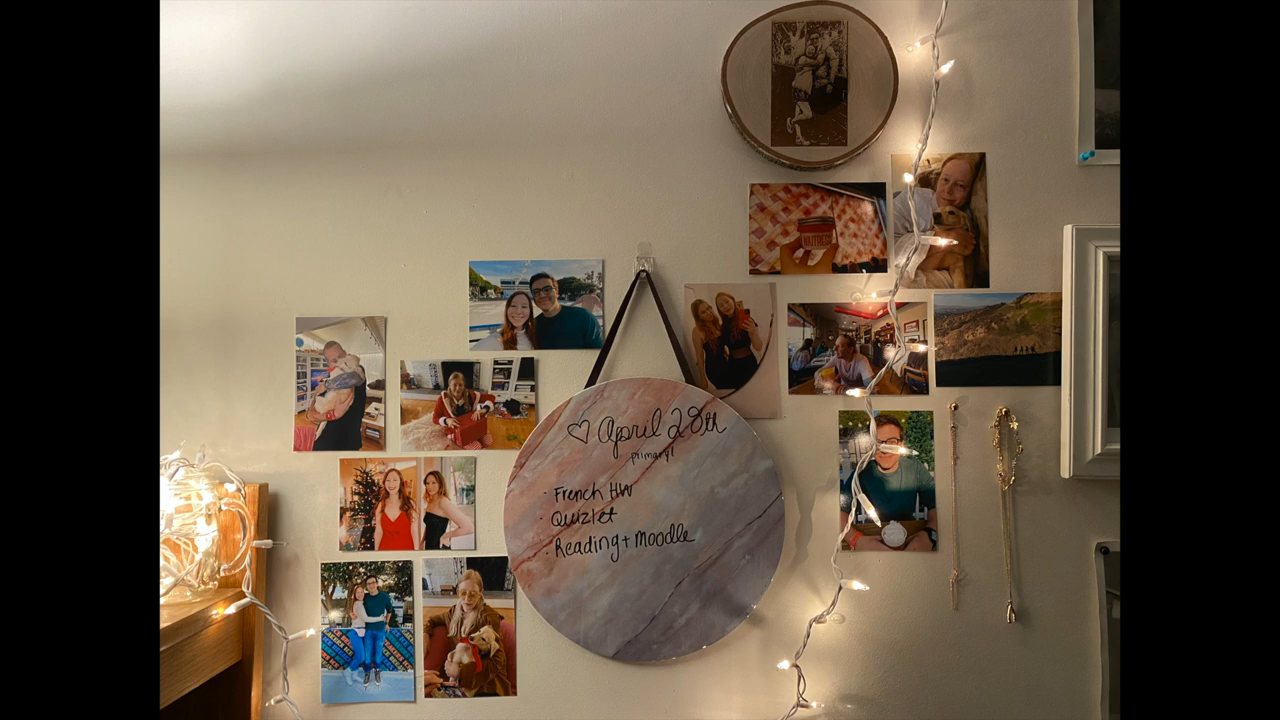 ♡ April 28th
primary!
· French HW
· Quizlet
· Reading + Moodle